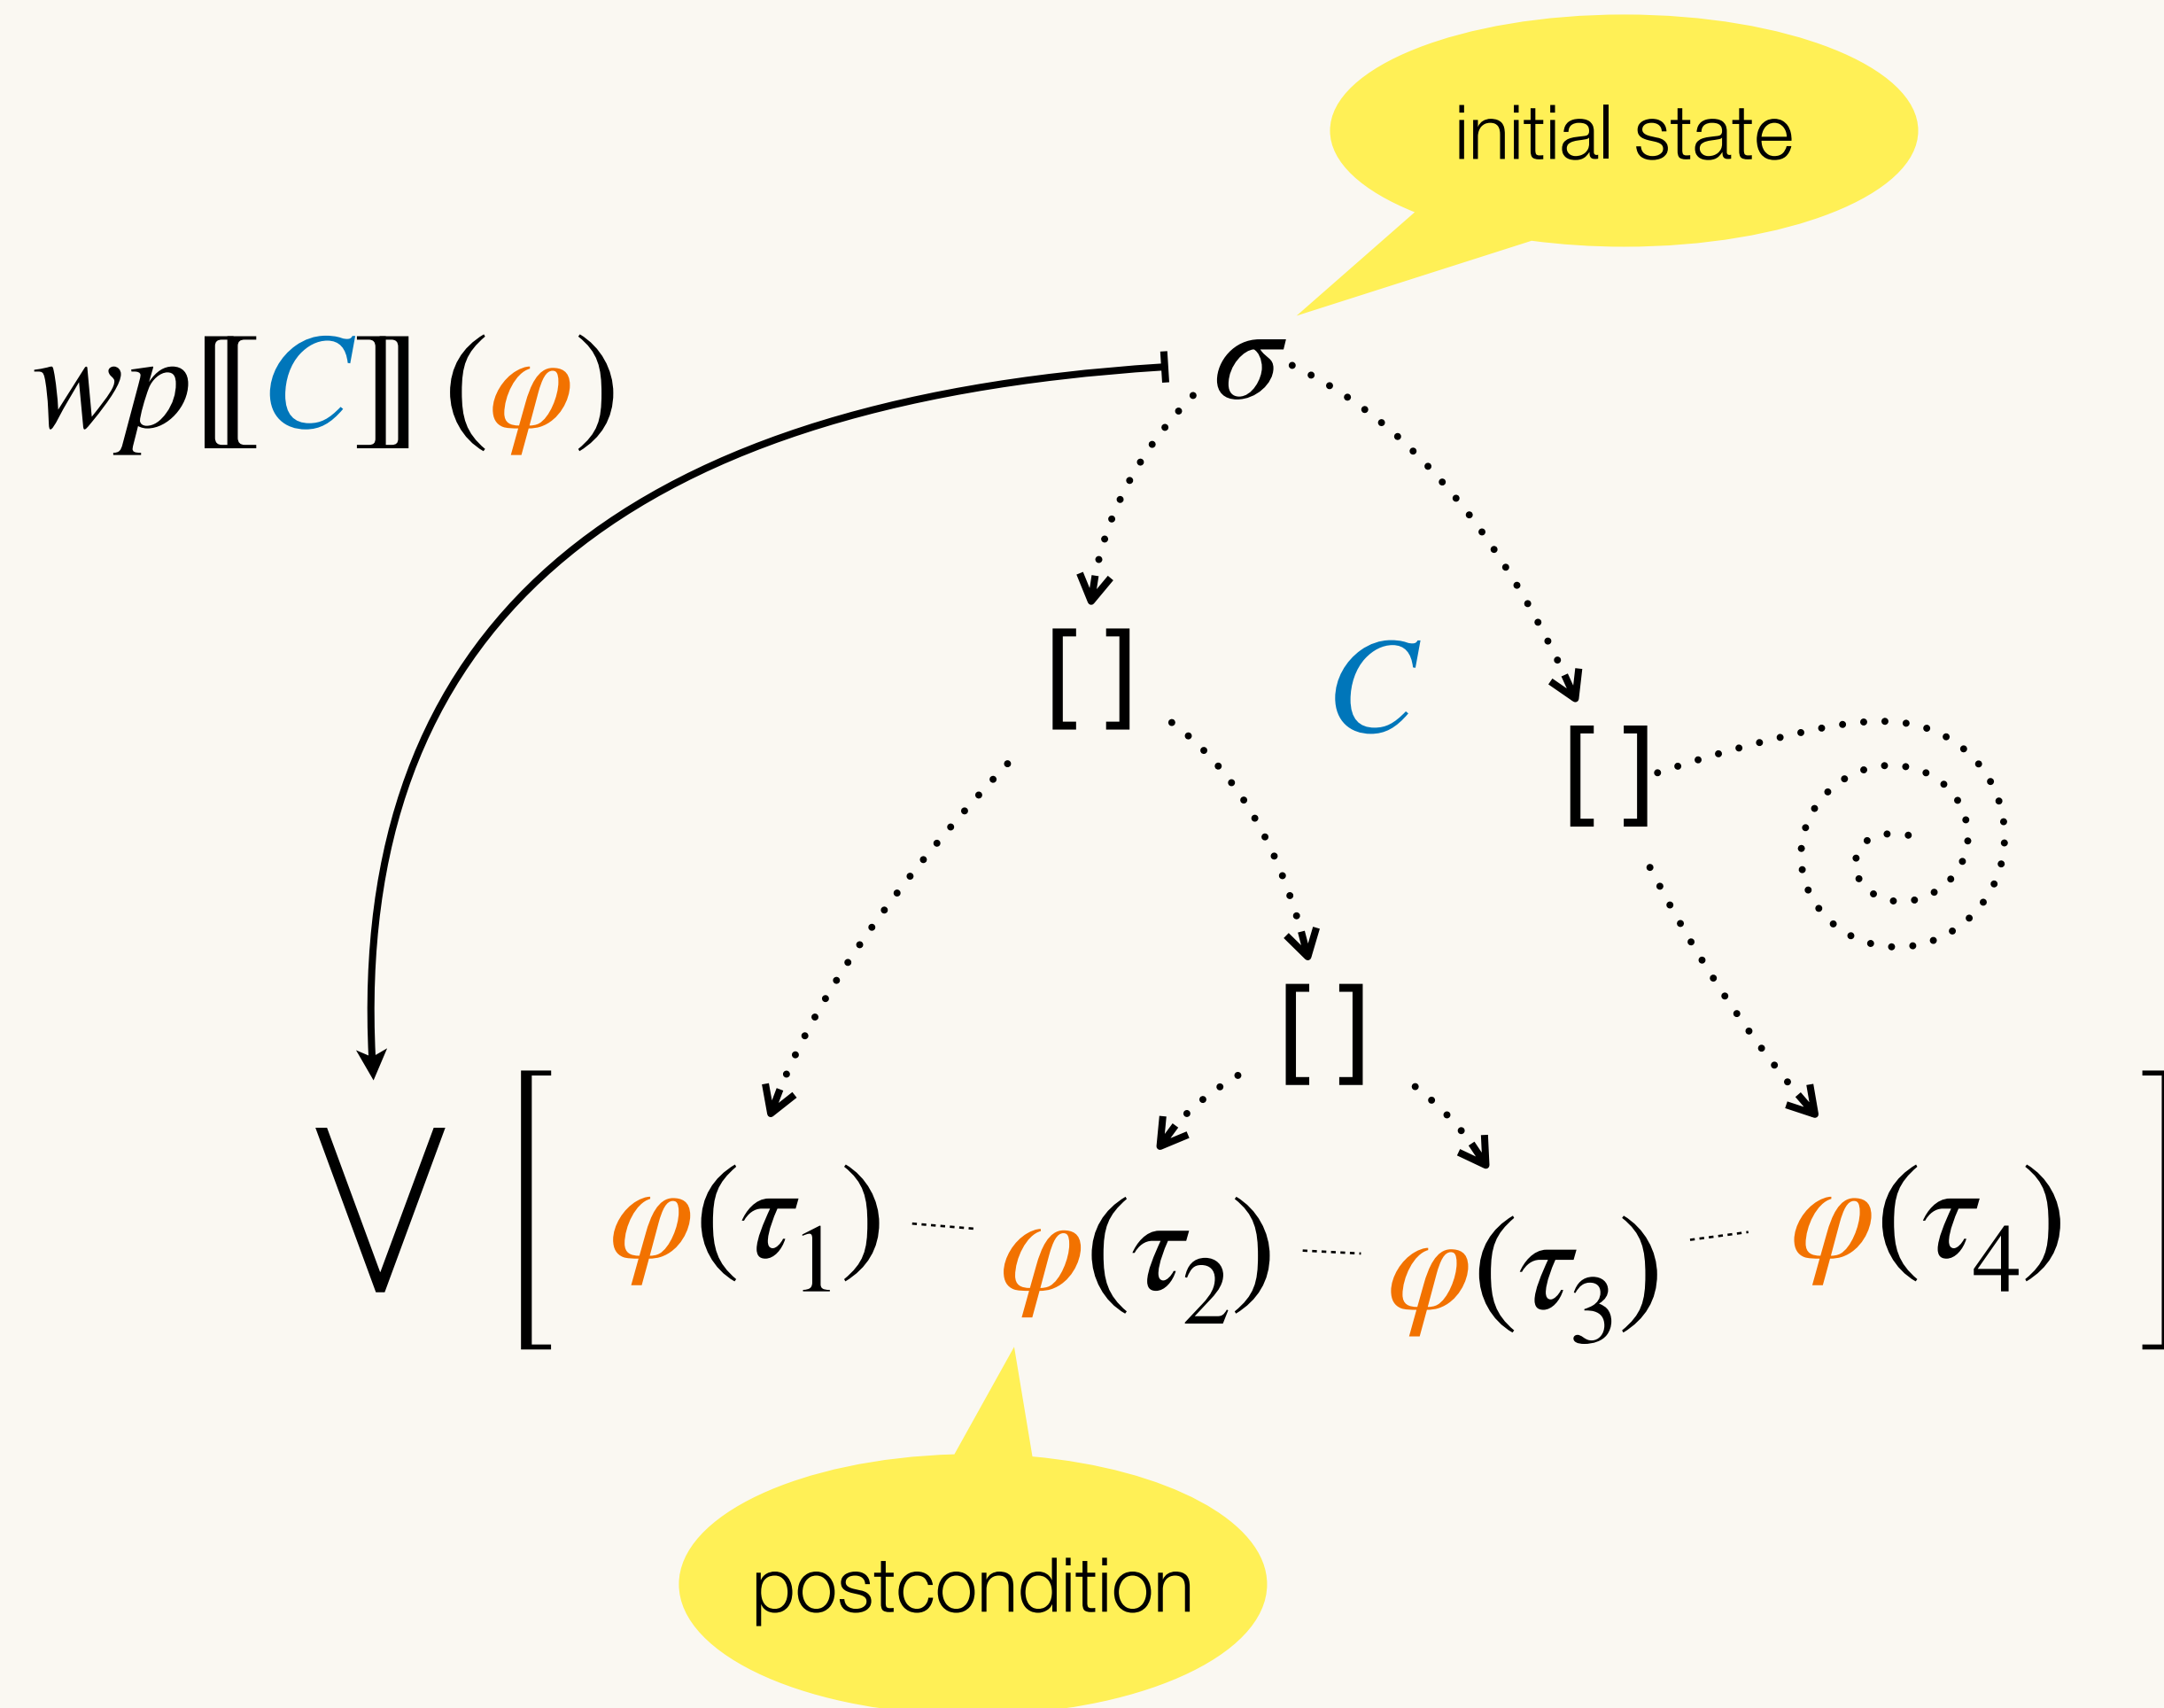 initial state
wp⟦C⟧ (φ)
σ
[ ]
C
[ ]
[ ]
⋁ [ φ(τ₁) φ(τ₂) φ(τ₃) φ(τ₄) ]
postcondition